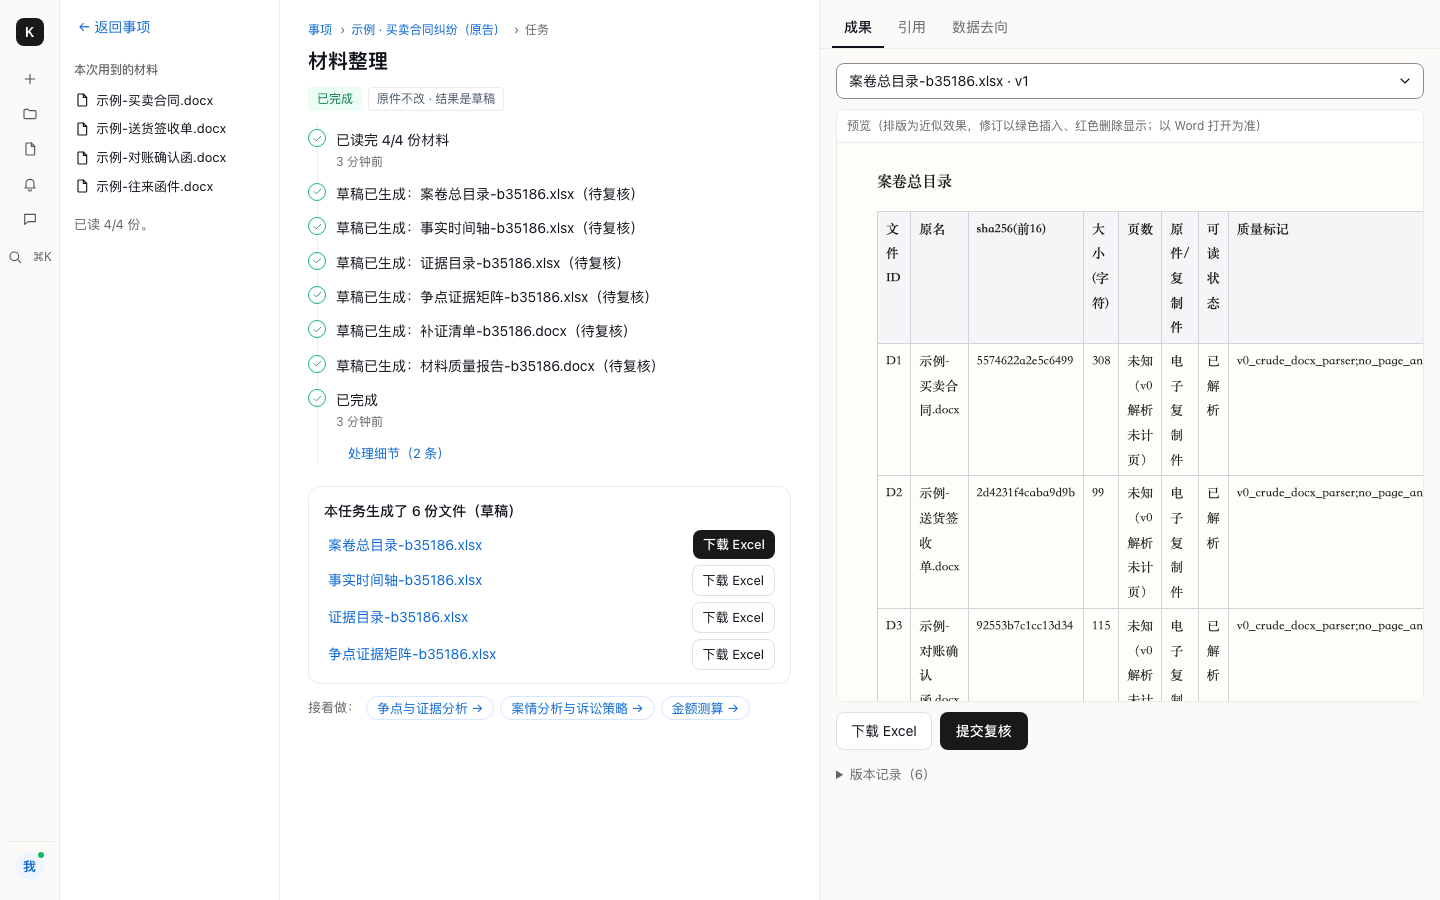 K
⌘K
我
← 返回事项
本次用到的材料
示例-买卖合同.docx
示例-送货签收单.docx
示例-对账确认函.docx
示例-往来函件.docx
已读 4/4 份。
事项 › 示例 · 买卖合同纠纷（原告） › 任务
材料整理
已完成 原件不改 · 结果是草稿
已读完 4/4 份材料
3 分钟前
草稿已生成：案卷总目录-b35186.xlsx（待复核）
草稿已生成：事实时间轴-b35186.xlsx（待复核）
草稿已生成：证据目录-b35186.xlsx（待复核）
草稿已生成：争点证据矩阵-b35186.xlsx（待复核）
草稿已生成：补证清单-b35186.docx（待复核）
草稿已生成：材料质量报告-b35186.docx（待复核）
已完成
3 分钟前
处理细节（2 条）
本任务生成了 6 份文件（草稿）
案卷总目录-b35186.xlsx 下载 Excel
事实时间轴-b35186.xlsx 下载 Excel
证据目录-b35186.xlsx 下载 Excel
争点证据矩阵-b35186.xlsx 下载 Excel
接着做： 争点与证据分析 → 案情分析与诉讼策略 → 金额测算 →
成果 引用 数据去向
案卷总目录-b35186.xlsx · v1
预览（排版为近似效果，修订以绿色插入、红色删除显示；以 Word 打开为准）
案卷总目录
文件ID 原名 sha256(前16) 大小(字符) 页数 原件/复制件 可读状态 质量标记
D1 示例-买卖合同.docx 5574622a2e5c6499 308 未知（v0解析未计页） 电子复制件 已解析 v0_crude_docx_parser;no_page_an
D2 示例-送货签收单.docx 2d4231f4caba9d9b 99 未知（v0解析未计页） 电子复制件 已解析 v0_crude_docx_parser;no_page_an
D3 示例-对账确认函.docx 92553b7c1cc13d34 115 未知（v0解析未计 电子复制 已解析 v0_crude_docx_parser;no_page_an
下载 Excel 提交复核
▶ 版本记录（6）